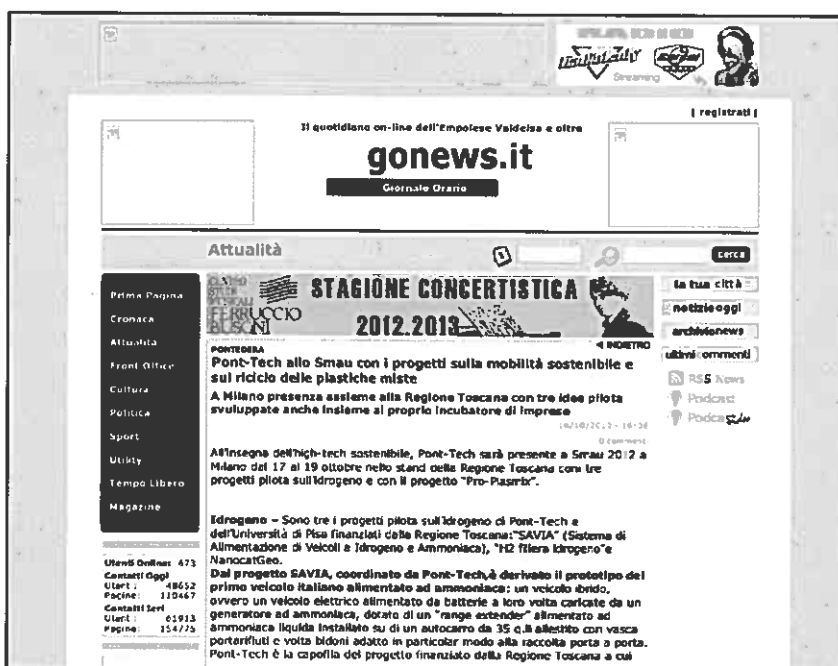 Streaming
[ registrati ]
Il quotidiano on-line dell'Empolese Valdelsa e oltre
gonews.it
Giornale Orario
Attualità
cerca
Prima Pagina
Cronaca
Attualità
Front Office
Cultura
Politica
Sport
Utility
Tempo Libero
Magazine
CENTRO
STUDI
MUSICALI
FERRUCCIO
BUSONI
STAGIONE CONCERTISTICA
2012.2013
la tua città
notizie oggi
archivionews
ultimi commenti
RSS News
Podcast
INDIETRO
PONTEDERA
Pont-Tech allo Smau con i progetti sulla mobilità sostenibile e
sul riciclo delle plastiche miste
A Milano presenza assieme alla Regione Toscana con tre idee pilota
sviluppate anche insieme al proprio incubatore di imprese
0 commenti
All'insegna dell'high-tech sostenibile, Pont-Tech sarà presente a Smau 2012 a
Milano dal 17 al 19 ottobre nello stand della Regione Toscana con i tre
progetti pilota sull'idrogeno e con il progetto "Pro-Plasmix".
Idrogeno – Sono tre i progetti pilota sull'idrogeno di Pont-Tech e
dell'Università di Pisa finanziati dalla Regione Toscana:"SAVIA" (Sistema di
Alimentazione di Veicoli a Idrogeno e Ammoniaca), "H2 filiera idrogeno"e
NanocatGeo.
Dal progetto SAVIA, coordinato da Pont-Tech,è derivato il prototipo del
primo veicolo italiano alimentato ad ammoniaca: un veicolo ibrido,
ovvero un veicolo elettrico alimentato da batterie a loro volta caricate da un
generatore ad ammoniaca, dotato di un "range extender" alimentato ad
ammoniaca liquida installato su di un autocarro da 35 q.li allestito con vasca
portarifiuti e volta bidoni adatto in particolar modo alla raccolta porta a porta.
Pont-Tech è la capofila del progetto finanziato dalla Regione Toscana a cui
Utenti Online: 673
Contatti Oggi
Utenti: 48652
Pagine: 110467
Contatti Ieri
Utenti: 61913
Pagine: 154775